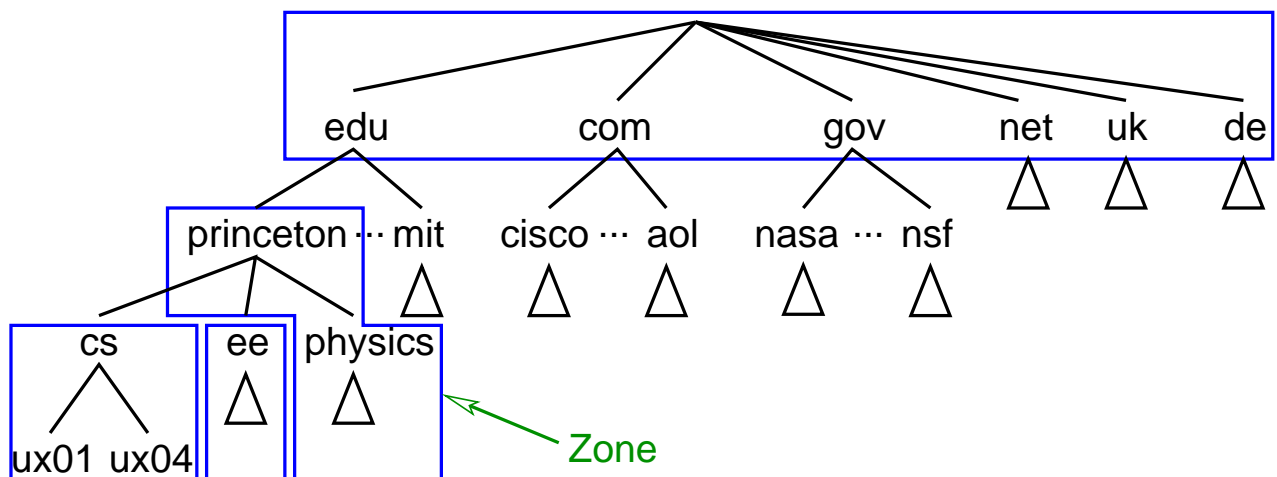 edu com gov net uk de
princeton ... mit cisco ... aol nasa ... nsf
cs ee physics
ux01 ux04 Zone